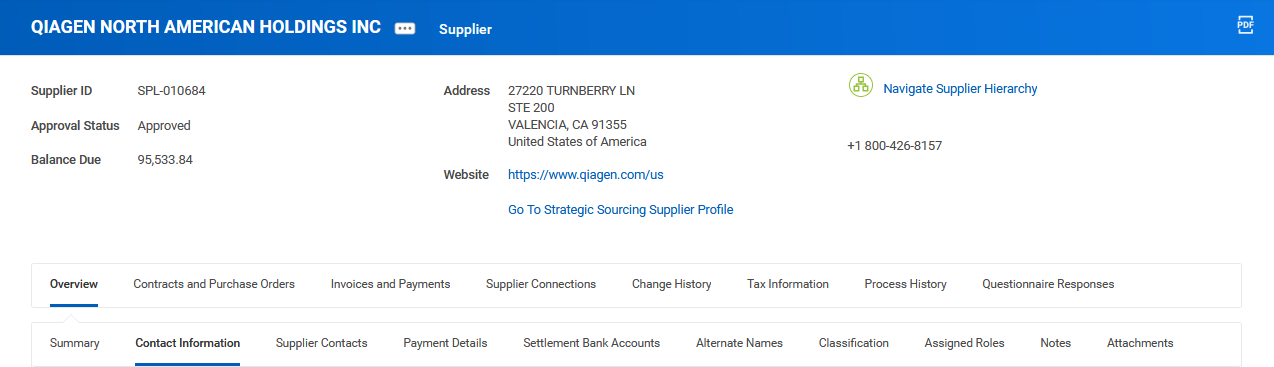 QIAGEN NORTH AMERICAN HOLDINGS INC Supplier PDF
Supplier ID SPL-010684
Approval Status Approved
Balance Due 95,533.84
Address 27220 TURNBERRY LN
STE 200
VALENCIA, CA 91355
United States of America
Website https://www.qiagen.com/us
Go To Strategic Sourcing Supplier Profile
Navigate Supplier Hierarchy
+1 800-426-8157
Overview Contracts and Purchase Orders Invoices and Payments Supplier Connections Change History Tax Information Process History Questionnaire Responses
Summary Contact Information Supplier Contacts Payment Details Settlement Bank Accounts Alternate Names Classification Assigned Roles Notes Attachments